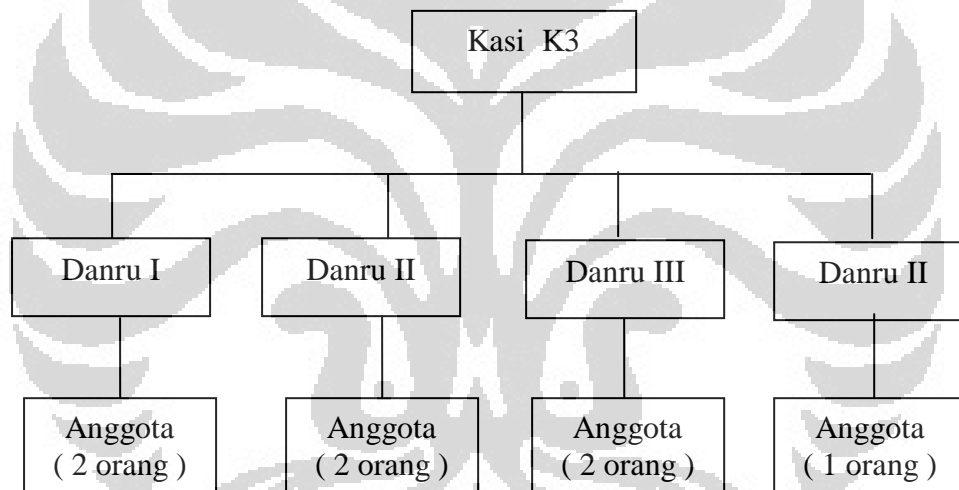 Kasi K3
Danru I
Danru II
Danru III
Danru II
Anggota
( 2 orang )
Anggota
( 2 orang )
Anggota
( 2 orang )
Anggota
( 1 orang )